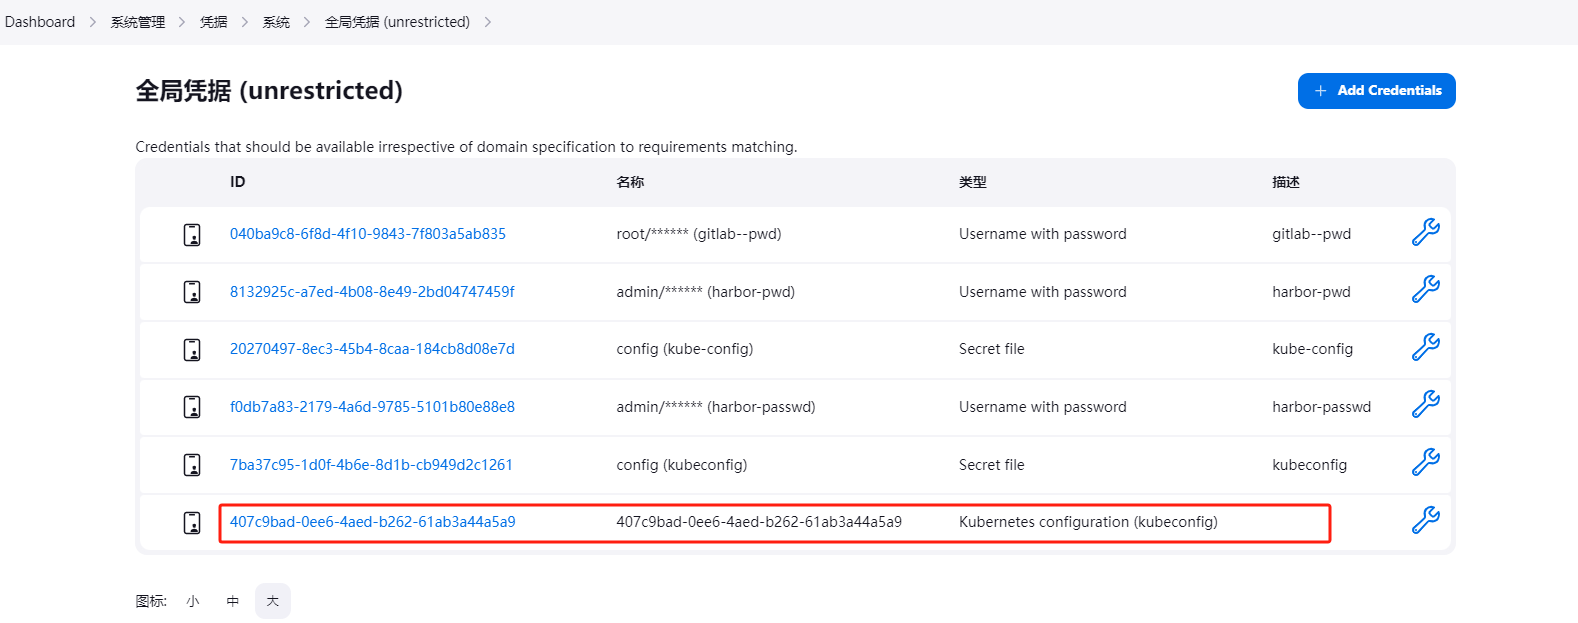 Dashboard > 系统管理 > 凭据 > 系统 > 全局凭据 (unrestricted) >
全局凭据 (unrestricted)
+ Add Credentials
Credentials that should be available irrespective of domain specification to requirements matching.
ID 名称 类型 描述
040ba9c8-6f8d-4f10-9843-7f803a5ab835 root/****** (gitlab--pwd) Username with password gitlab--pwd
8132925c-a7ed-4b08-8e49-2bd04747459f admin/****** (harbor-pwd) Username with password harbor-pwd
20270497-8ec3-45b4-8caa-184cb8d08e7d config (kube-config) Secret file kube-config
f0db7a83-2179-4a6d-9785-5101b80e88e8 admin/****** (harbor-passwd) Username with password harbor-passwd
7ba37c95-1d0f-4b6e-8d1b-cb949d2c1261 config (kubeconfig) Secret file kubeconfig
407c9bad-0ee6-4aed-b262-61ab3a44a5a9 407c9bad-0ee6-4aed-b262-61ab3a44a5a9 Kubernetes configuration (kubeconfig)
图标: 小 中 大